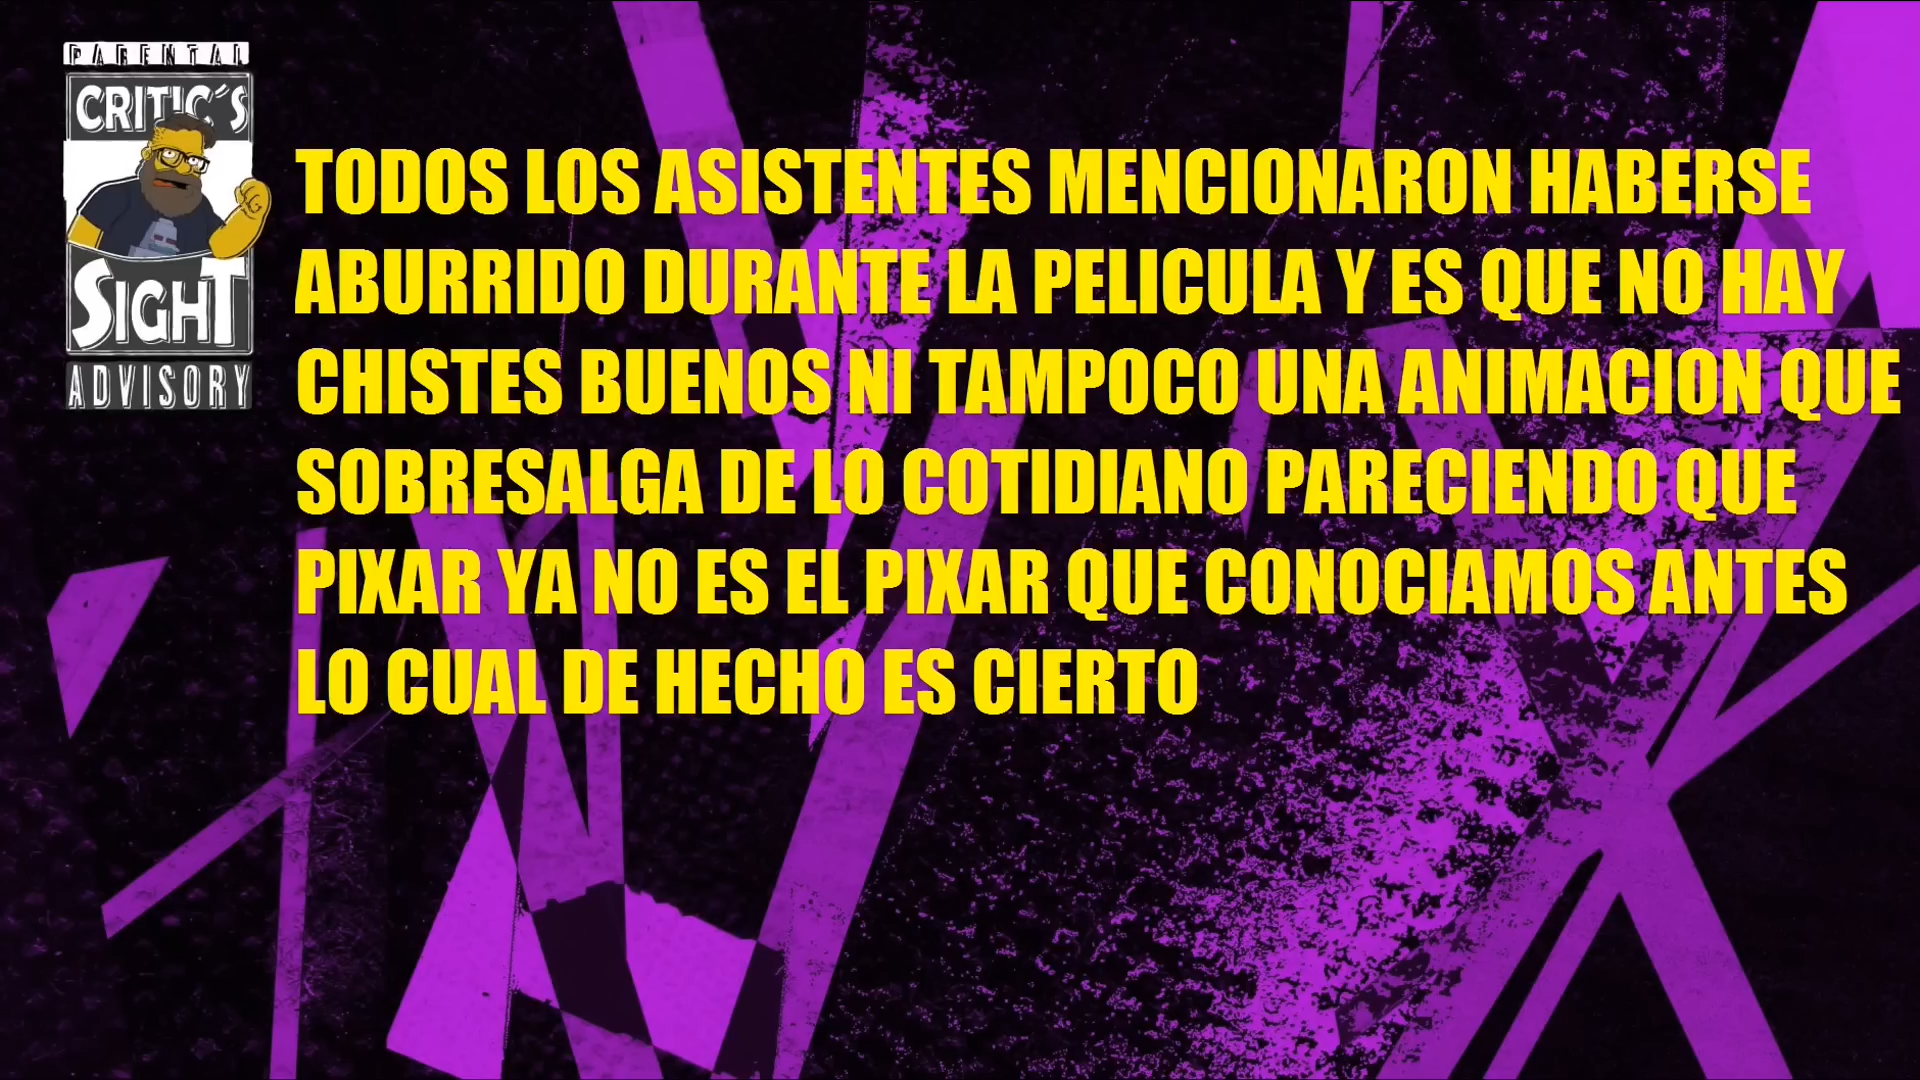 PARENTAL
CRITIC´S
SIGHT
ADVISORY
TODOS LOS ASISTENTES MENCIONARON HABERSE
ABURRIDO DURANTE LA PELICULA Y ES QUE NO HAY
CHISTES BUENOS NI TAMPOCO UNA ANIMACION QUE
SOBRESALGA DE LO COTIDIANO PARECIENDO QUE
PIXAR YA NO ES EL PIXAR QUE CONOCIAMOS ANTES
LO CUAL DE HECHO ES CIERTO